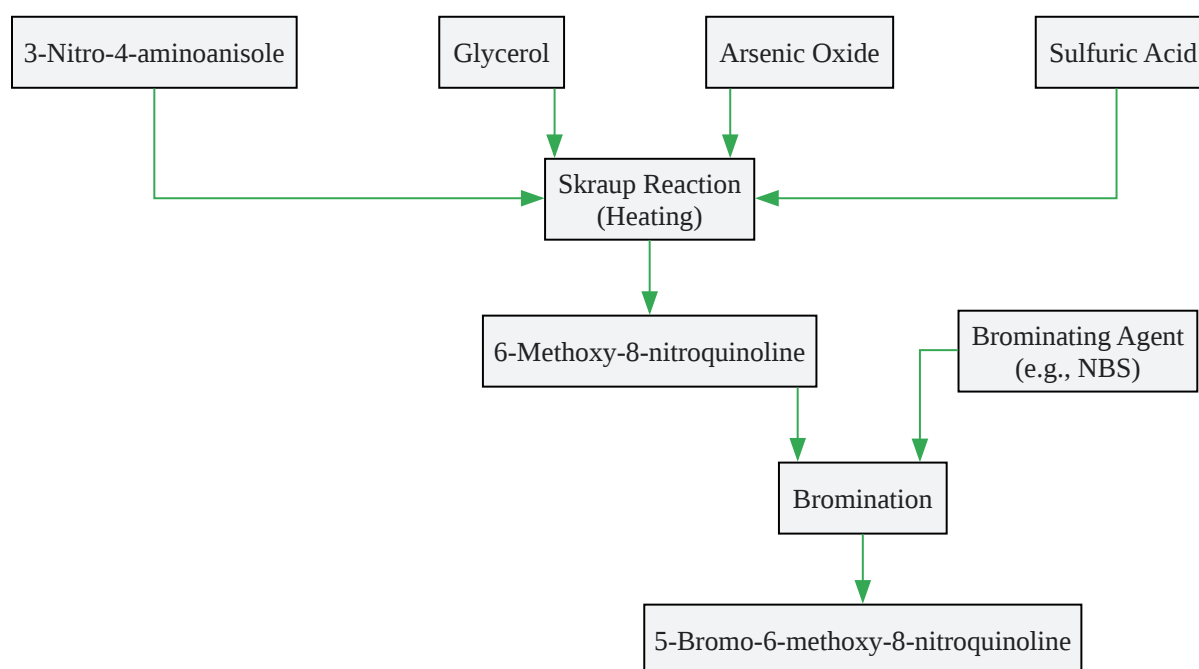 3-Nitro-4-aminoanisole
Glycerol
Arsenic Oxide
Sulfuric Acid
Skraup Reaction
(Heating)
6-Methoxy-8-nitroquinoline
Brominating Agent
(e.g., NBS)
Bromination
5-Bromo-6-methoxy-8-nitroquinoline